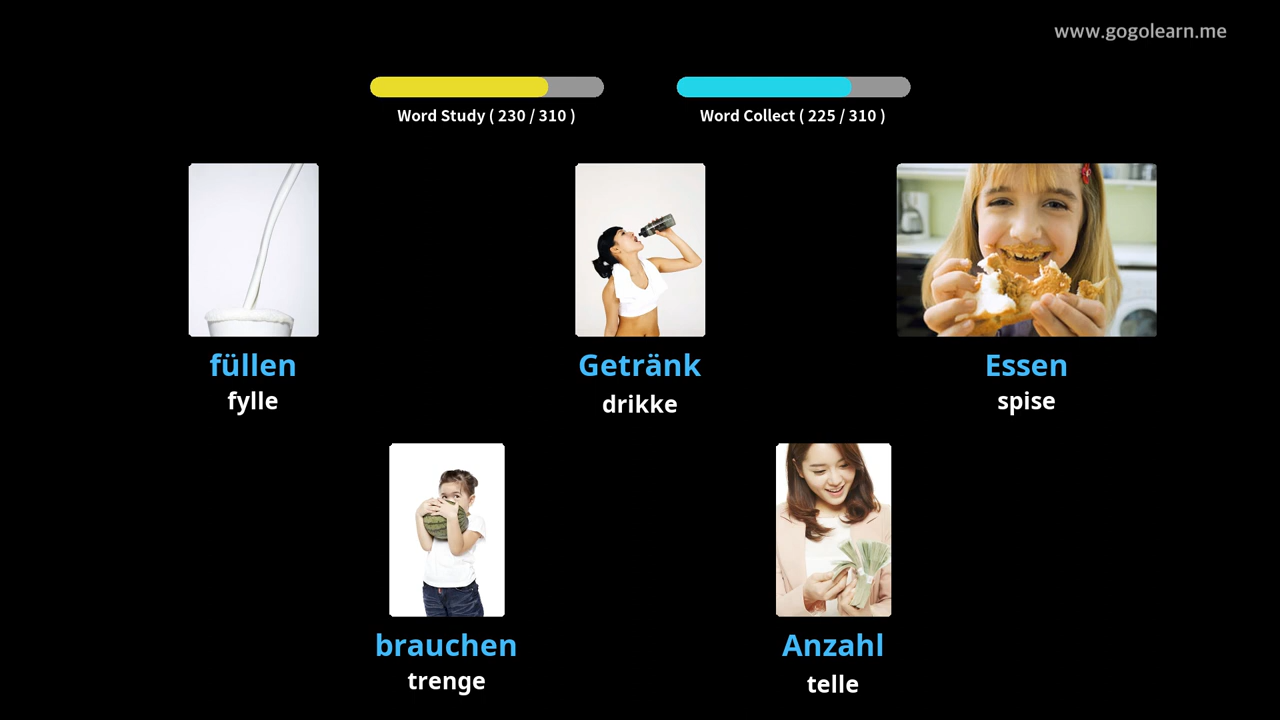 www.gogolearn.me
Word Study ( 230 / 310 )
Word Collect ( 225 / 310 )
füllen
fylle
Getränk
drikke
Essen
spise
brauchen
trenge
Anzahl
telle